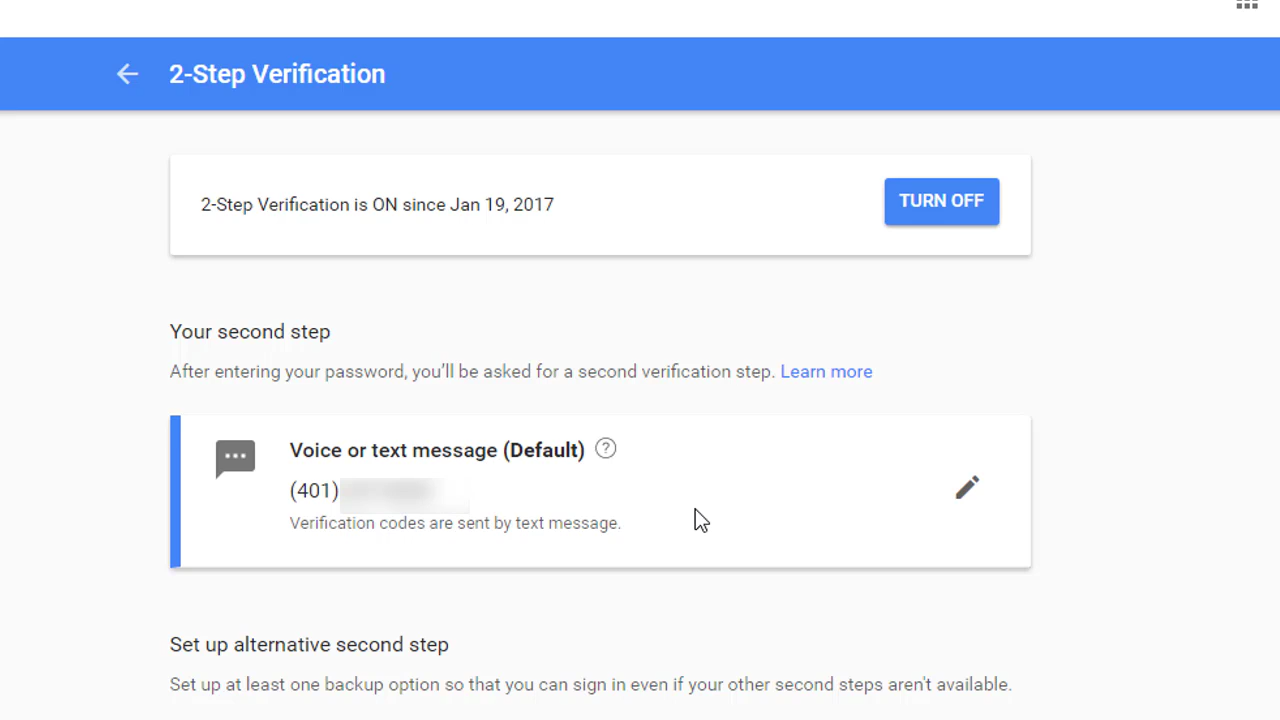 2-Step Verification
2-Step Verification is ON since Jan 19, 2017
TURN OFF
Your second step
After entering your password, you'll be asked for a second verification step. Learn more
Voice or text message (Default) ?
(401)
Verification codes are sent by text message.
Set up alternative second step
Set up at least one backup option so that you can sign in even if your other second steps aren't available.